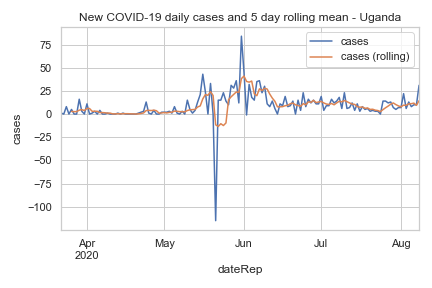 New COVID-19 daily cases and 5 day rolling mean - Uganda
cases
cases (rolling)
75
50
25
0
−25
−50
−75
−100
cases
Apr
2020
May
Jun
Jul
Aug
dateRep